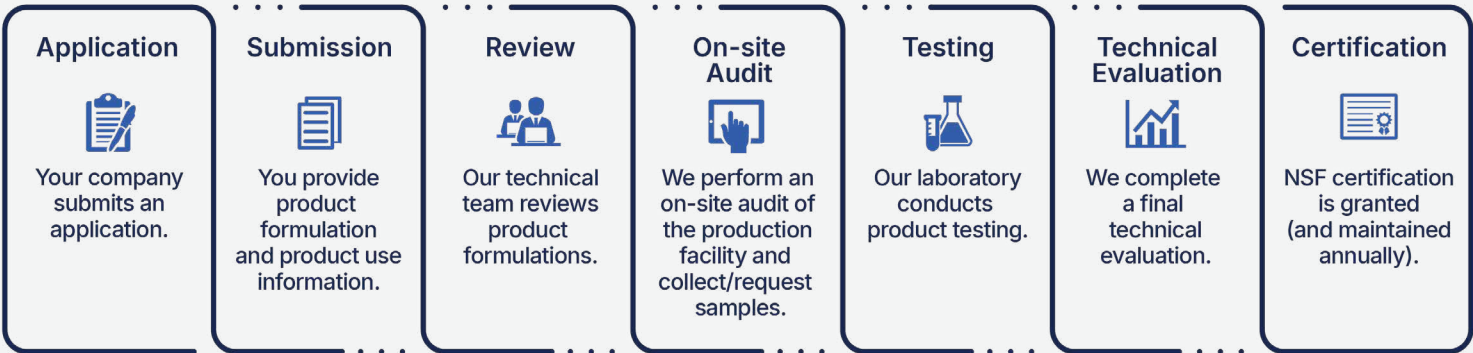 Application
Your company
submits an
application.
Submission
You provide
product
formulation
and product use
information.
Review
Our technical
team reviews
product
formulations.
On-site
Audit
We perform an
on-site audit of
the production
facility and
collect/request
samples.
Testing
Our laboratory
conducts
product testing.
Technical
Evaluation
We complete
a final
technical
evaluation.
Certification
NSF certification
is granted
(and maintained
annually).